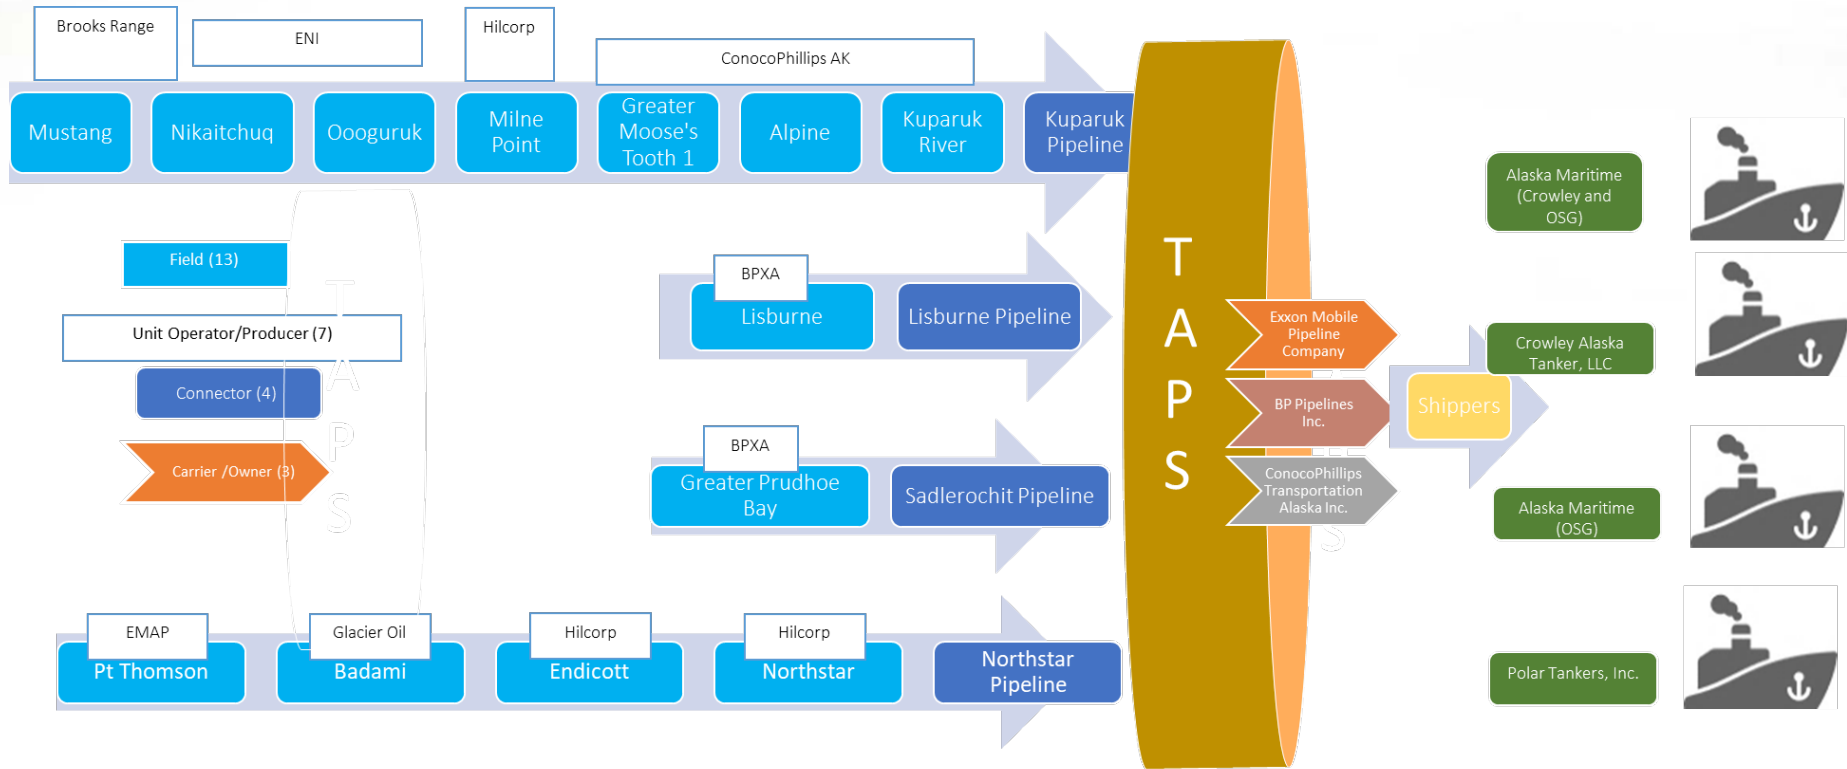 Brooks Range
ENI
Hilcorp
ConocoPhillips AK
Mustang
Nikaitchuq
Oooguruk
Milne
Point
Greater
Moose's
Tooth 1
Alpine
Kuparuk
River
Kuparuk
Pipeline
Field (13)
Unit Operator/Producer (7)
Connector (4)
Carrier /Owner (3)
T
A
P
S
BPXA
Lisburne
Lisburne Pipeline
BPXA
Greater Prudhoe
Bay
Sadlerochit Pipeline
EMAP
Pt Thomson
Glacier Oil
Badami
Hilcorp
Endicott
Hilcorp
Northstar
Northstar
Pipeline
T
A
P
S
Exxon Mobile
Pipeline
Company
BP Pipelines
Inc.
ConocoPhillips
Transportation
Alaska Inc.
S
Shippers
Alaska Maritime
(Crowley and
OSG)
Crowley Alaska
Tanker, LLC
Alaska Maritime
(OSG)
Polar Tankers, Inc.